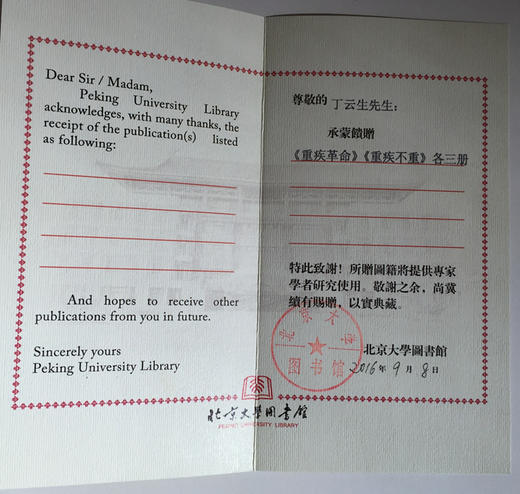 Dear Sir / Madam,
Peking University Library
acknowledges, with many thanks, the
receipt of the publication(s) listed
as following:
And hopes to receive other
publications from you in future.
Sincerely yours
Peking University Library
尊敬的 丁云生先生:
承蒙饋贈
《重疾革命》《重疾不重》各三册
特此致謝！所贈圖籍將提供專家
學者研究使用。敬謝之余，尚冀
續有賜贈，以實典藏。
北京大学
图书馆
北京大學圖書館
2016年 9 月 8 日
北京大學圖書館
PEKING UNIVERSITY LIBRARY